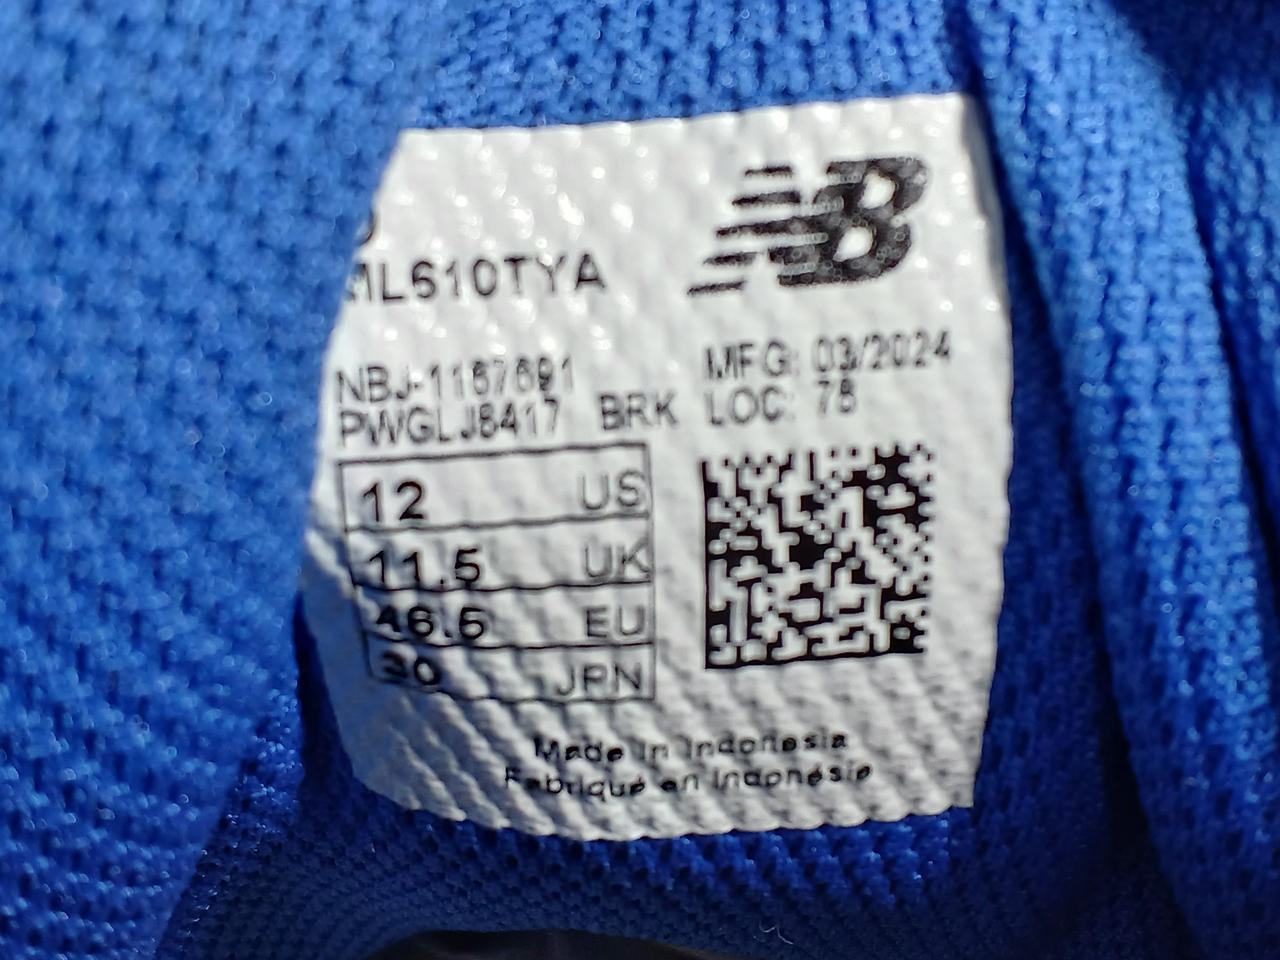 NB
ML610TYA
NBJ-1167691
PWGLJ8417 BRK
MFG: 03/2024
LOC: 78
12 US
11.5 UK
46.5 EU
30 JPN
Made in Indonesia
Fabriqué en Indonésie